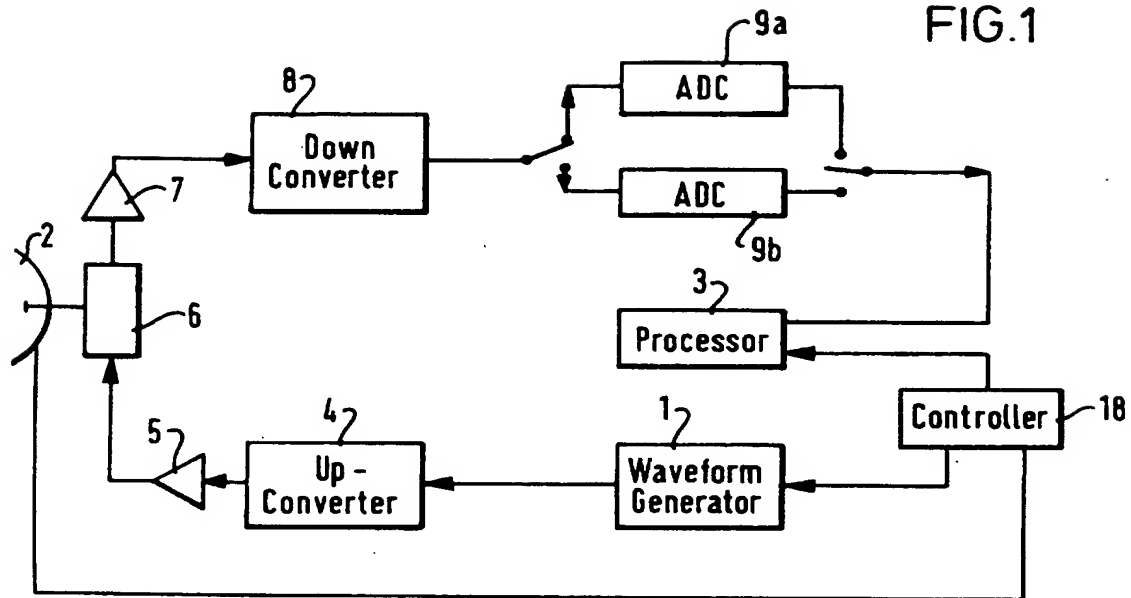 FIG.1
9a
ADC
8
Down
Converter
7
ADC
9b
2
6
3
Processor
Controller
18
5
4
Up-
Converter
1
Waveform
Generator